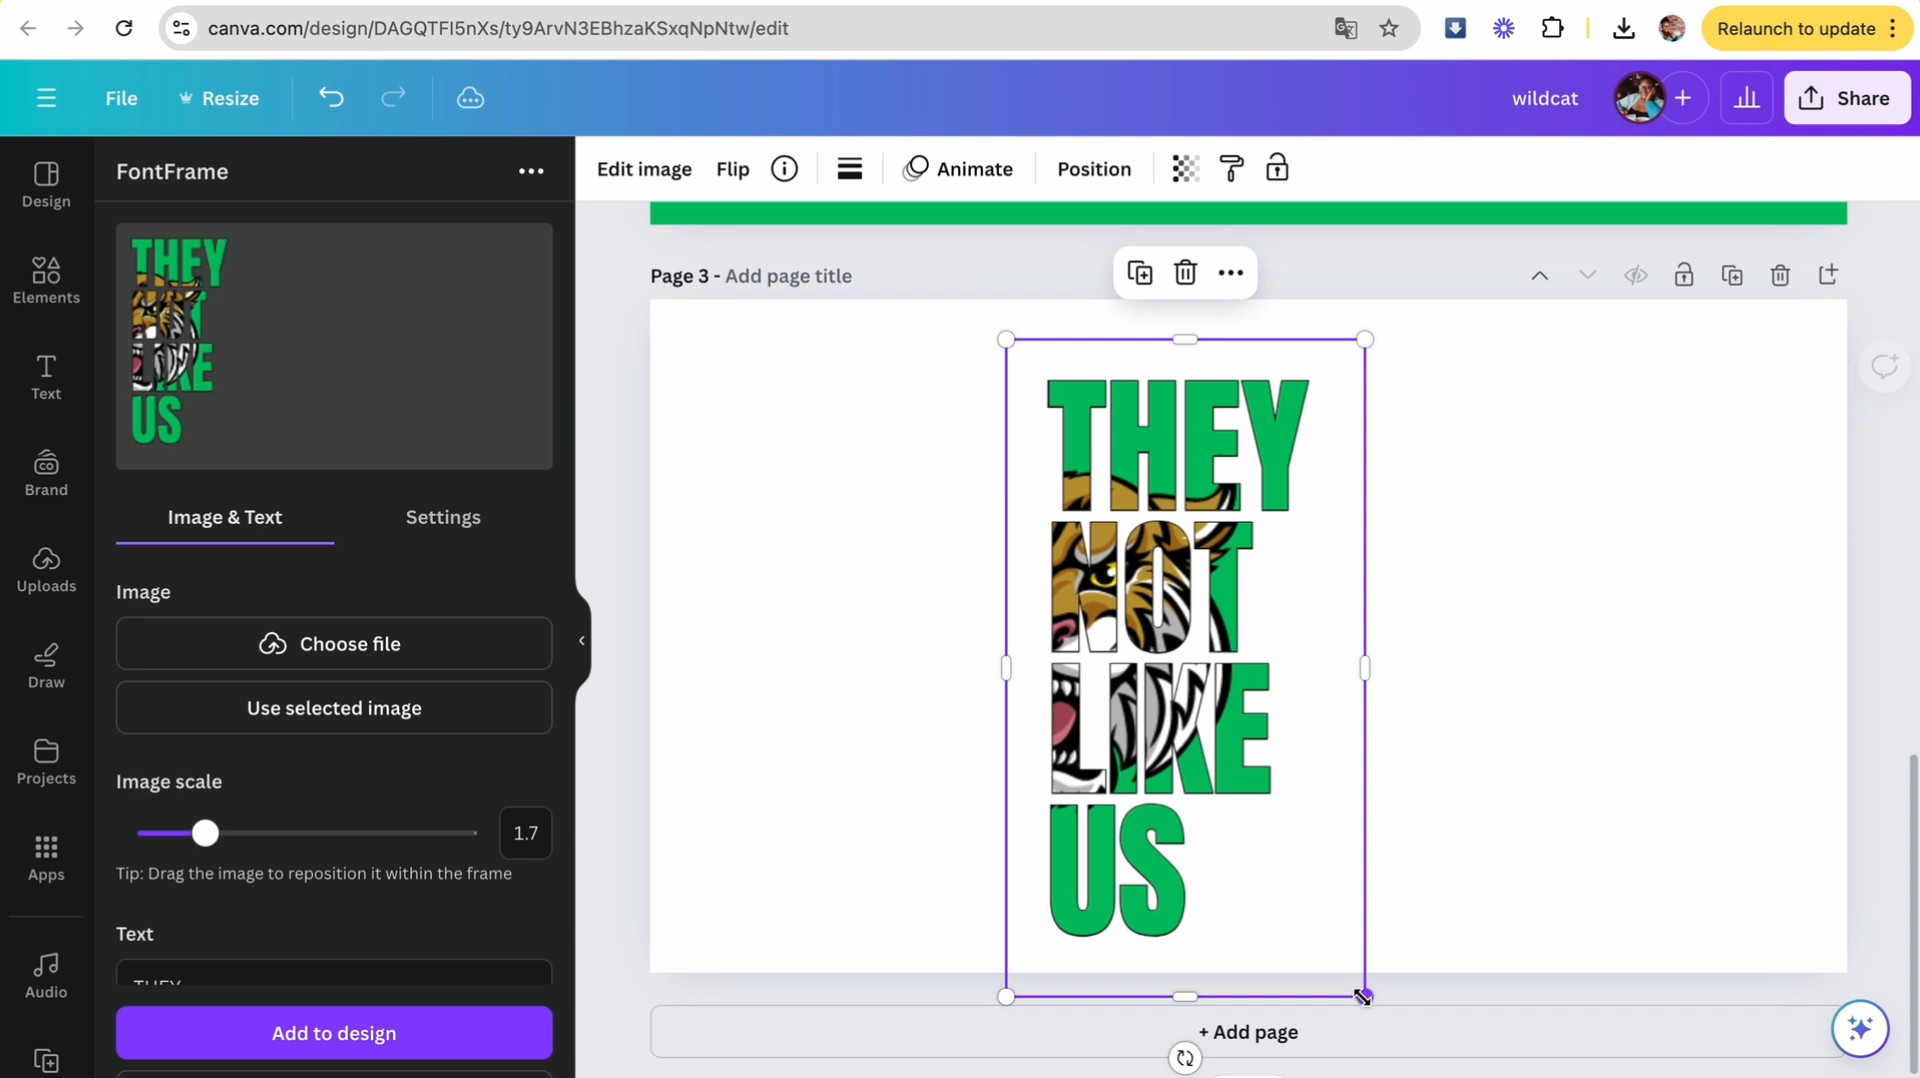 canva.com/design/DAGQTFI5nXs/ty9ArvN3EBhzaKSxqNpNtw/edit
Relaunch to update
File
Resize
wildcat
Share
Design
Elements
Text
Brand
Uploads
Draw
Projects
Apps
Audio
FontFrame
THEY
NOT
LIKE
US
Image & Text
Settings
Image
Choose file
Use selected image
Image scale
1.7
Tip: Drag the image to reposition it within the frame
Text
THEY
Add to design
Edit image
Flip
Animate
Position
Page 3 - Add page title
THEY
NOT
LIKE
US
+ Add page